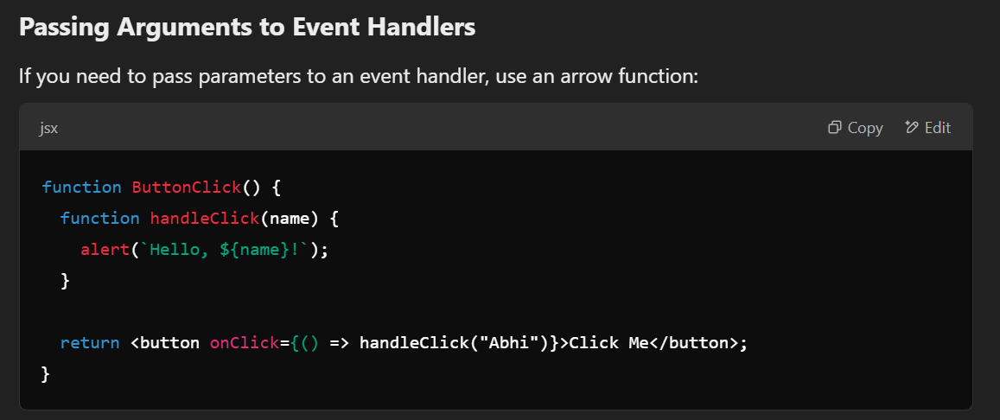 Passing Arguments to Event Handlers
If you need to pass parameters to an event handler, use an arrow function:
jsx
Copy
Edit
function ButtonClick() {
  function handleClick(name) {
    alert(`Hello, ${name}!`);
  }

  return <button onClick={() => handleClick("Abhi")}>Click Me</button>;
}